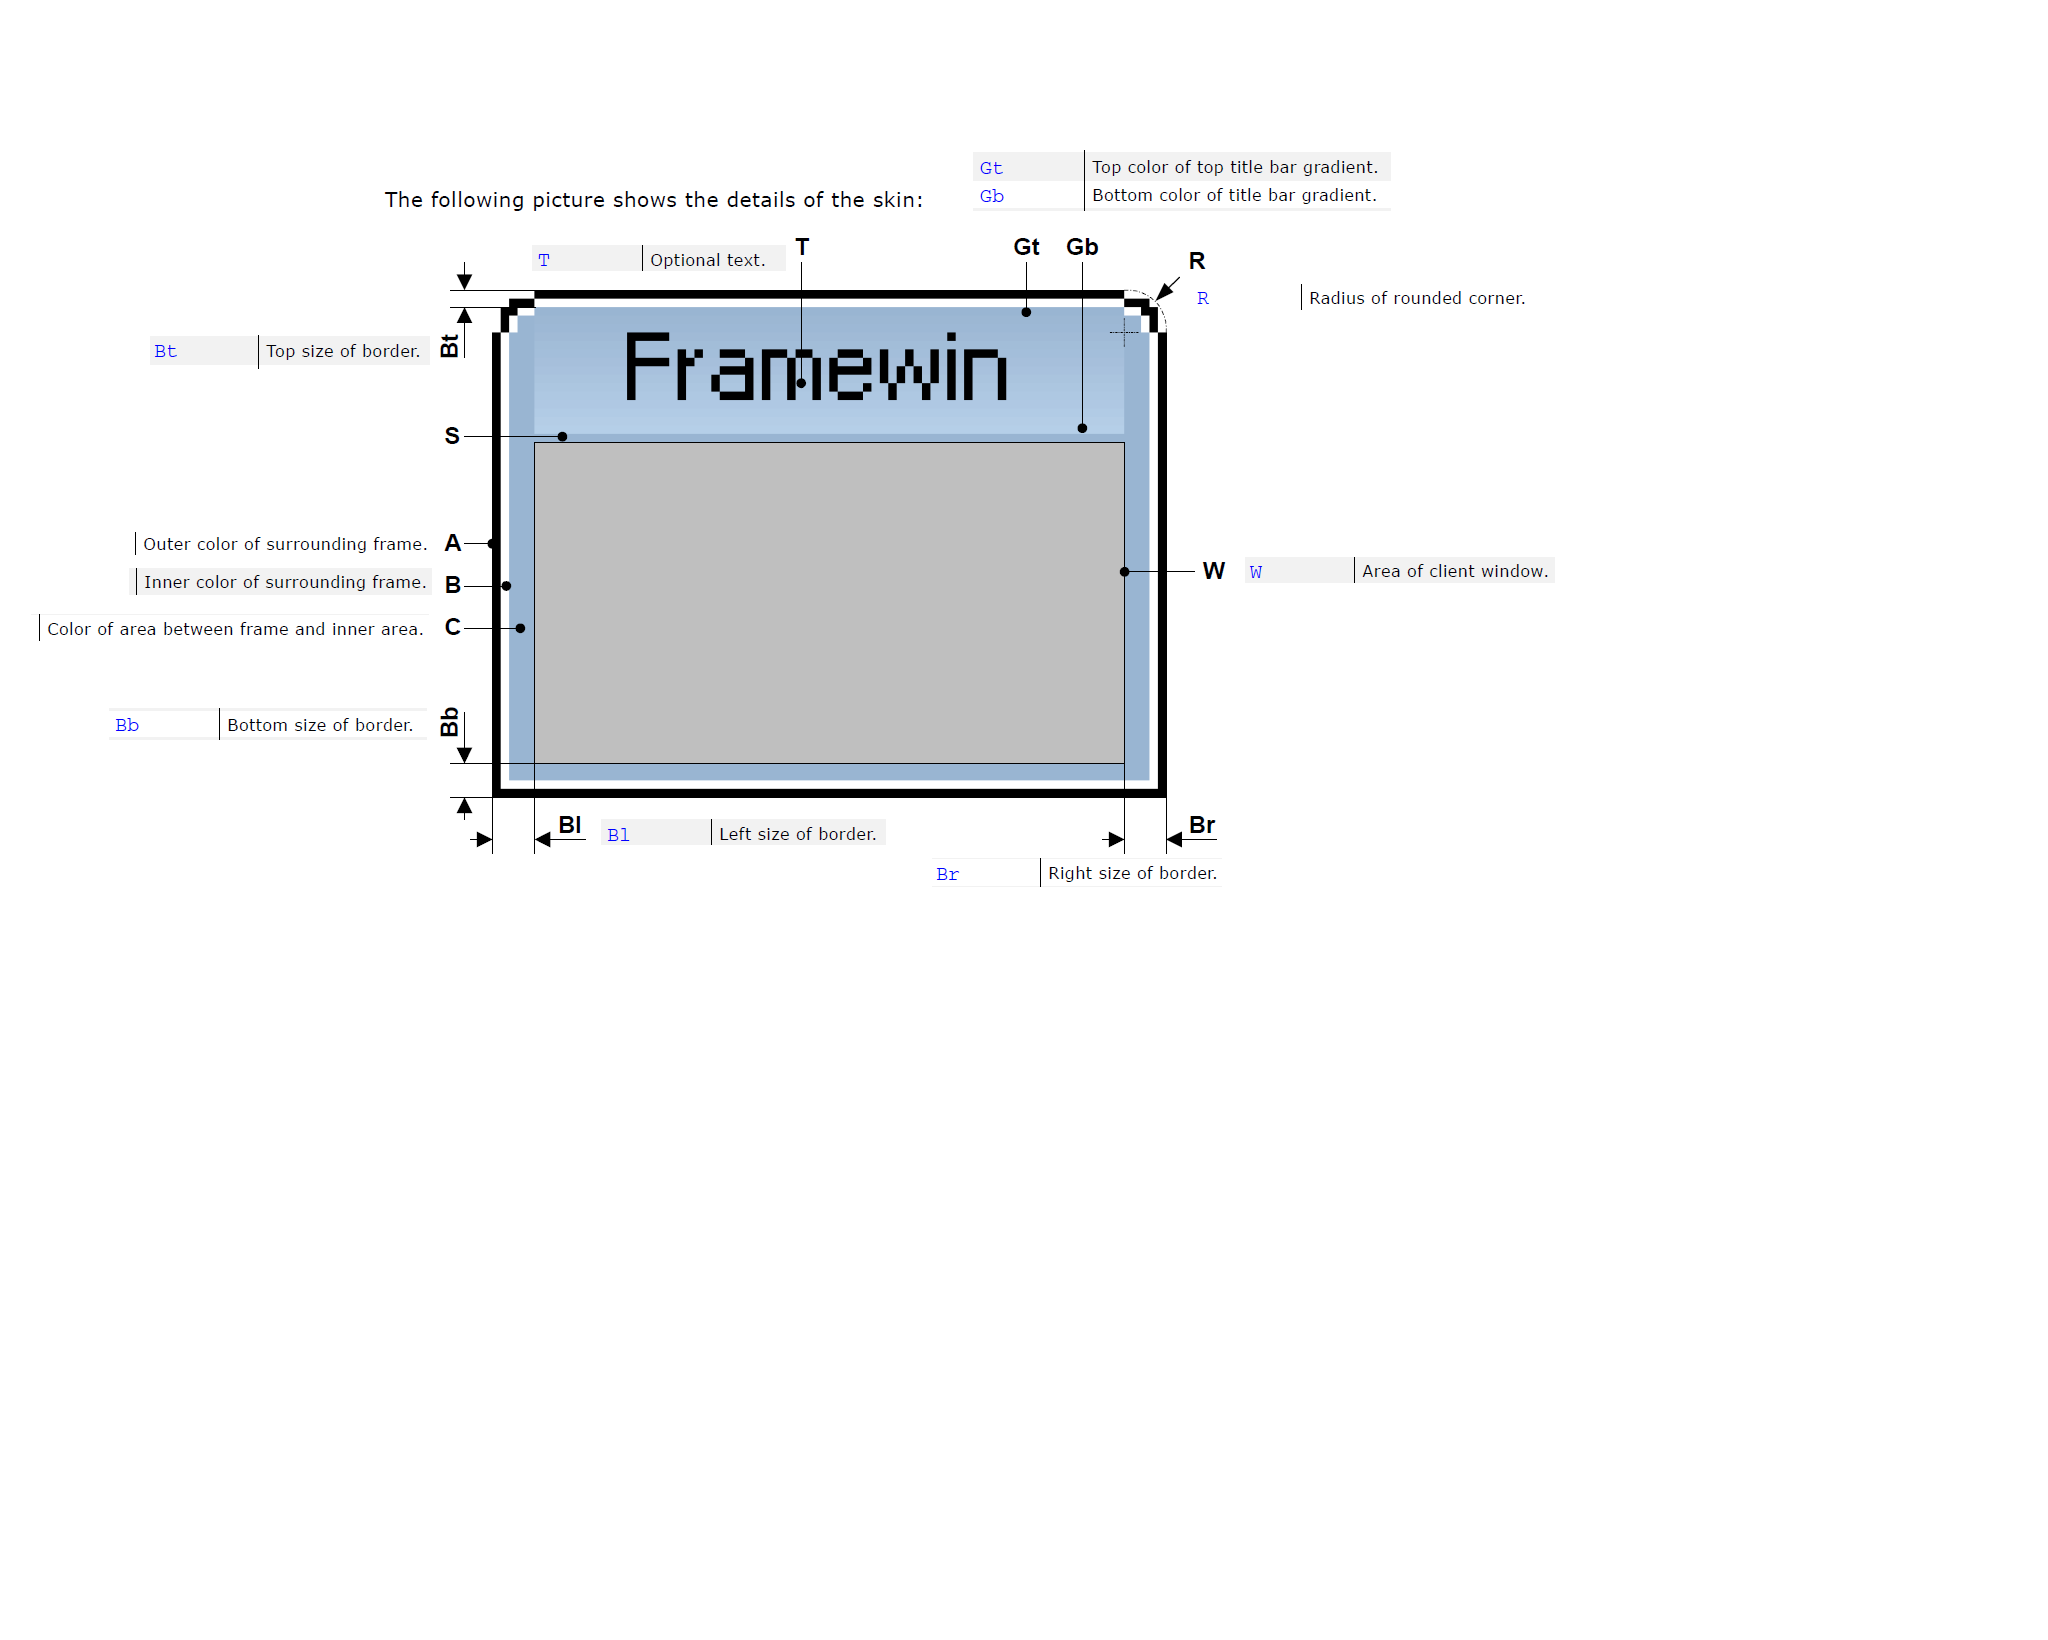 Gt Top color of top title bar gradient.
The following picture shows the details of the skin:
Gb Bottom color of title bar gradient.
T Gt Gb
T Optional text.
R
R Radius of rounded corner.
Bt Top size of border. Bt
Framewin
S
Outer color of surrounding frame. A
W W Area of client window.
Inner color of surrounding frame. B
Color of area between frame and inner area. C
Bb Bottom size of border. Bb
Bl Bl Left size of border. Br
Br Right size of border.